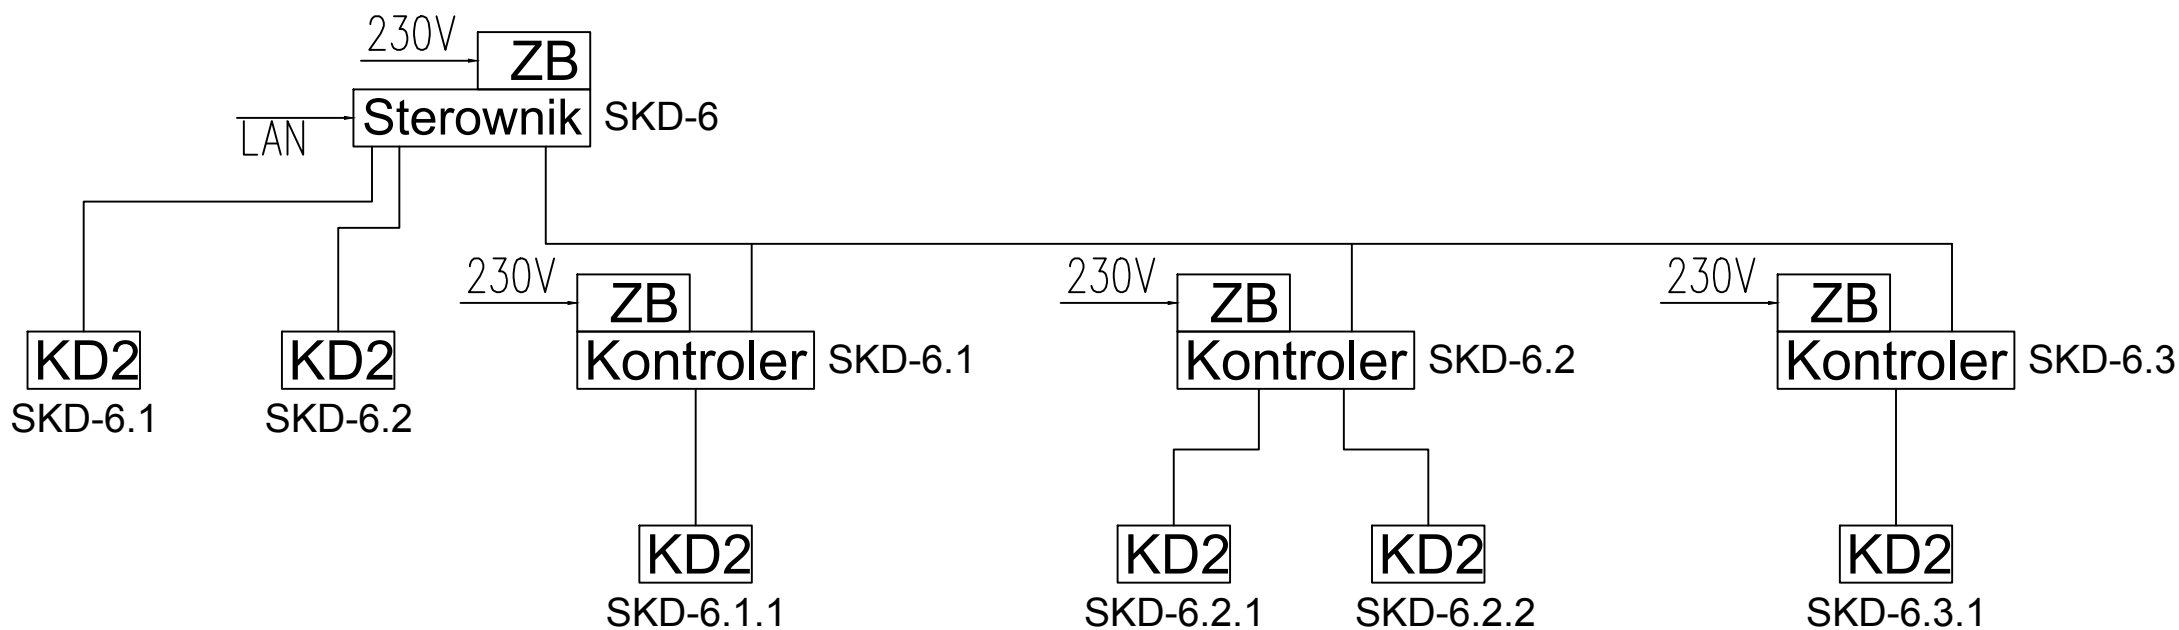 230V
ZB
LAN
Sterownik
SKD-6
230V
ZB
230V
ZB
230V
ZB
KD2
SKD-6.1
KD2
SKD-6.2
Kontroler
SKD-6.1
Kontroler
SKD-6.2
Kontroler
SKD-6.3
KD2
SKD-6.1.1
KD2
SKD-6.2.1
KD2
SKD-6.2.2
KD2
SKD-6.3.1